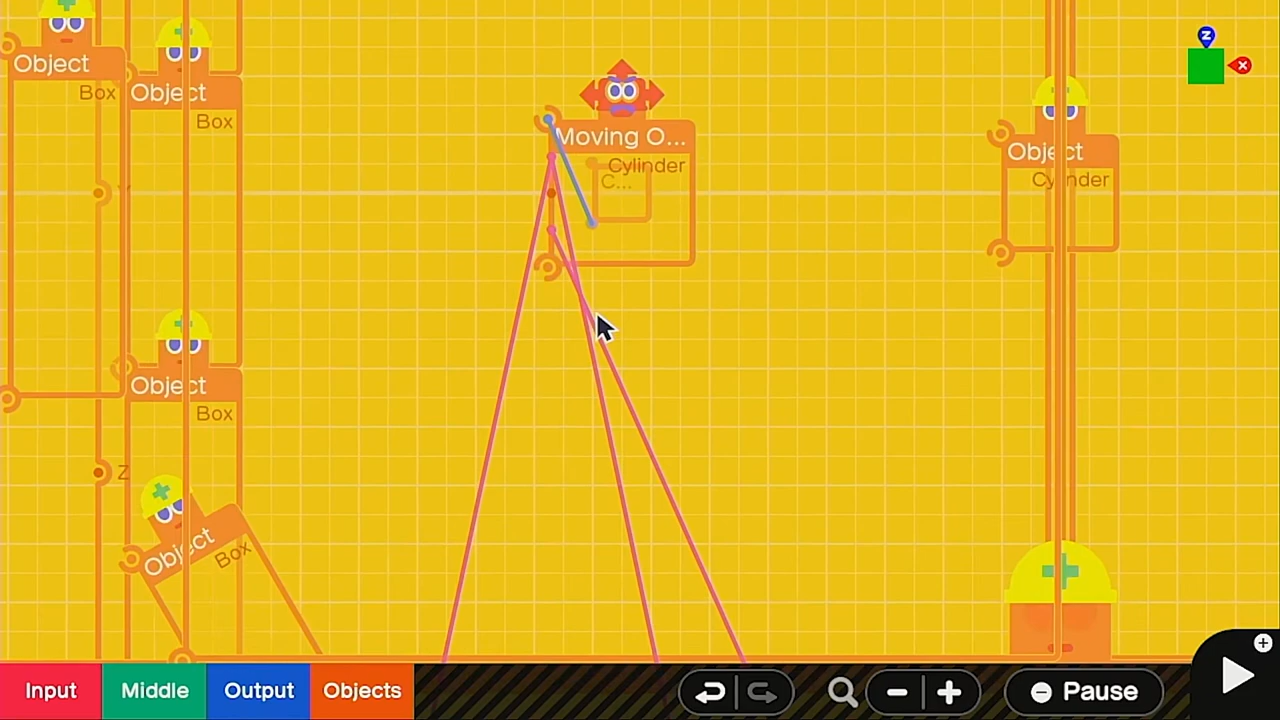 Object
Box
Object
Box
Moving O...
Cylinder
C...
Z
X
Object
Cylinder
Y
Object
Box
Z
Object
Box
Input
Middle
Output
Objects
Pause